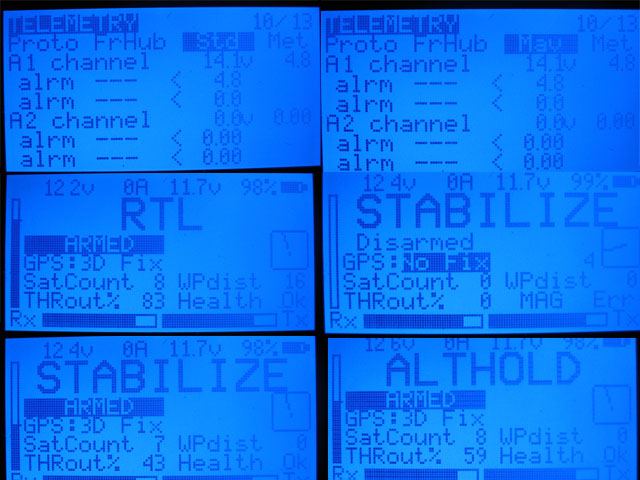 TELEMETRY 10/13
Proto FrHub Std Met
A1 channel 14.1v 4.8
alrm --- < 4.8
alrm --- < 0.0
A2 channel 0.0v 0.00
alrm --- < 0.00
alrm --- < 0.00
TELEMETRY 10/13
Proto FrHub Mav Met
A1 channel 14.1v 4.8
alrm --- < 4.8
alrm --- < 0.0
A2 channel 0.0v 0.00
alrm --- < 0.00
alrm --- < 0.00
12.2v 0A 11.7v 98%
RTL
ARMED
GPS:3D Fix
SatCount 8 WPdist 16
THRout% 83 Health Ok
Rx Tx
12.4v 0A 11.7v 99%
STABILIZE
Disarmed
GPS:No Fix 4
SatCount 0 WPdist 0
THRout% 0 MAG Err
Rx Tx
12.4v 0A 11.7v 98%
STABILIZE
ARMED
GPS:3D Fix
SatCount 7 WPdist 0
THRout% 43 Health Ok
Rx Tx
12.6v 0A 11.7v 98%
ALTHOLD
ARMED
GPS:3D Fix
SatCount 8 WPdist 0
THRout% 59 Health Ok
Rx Tx